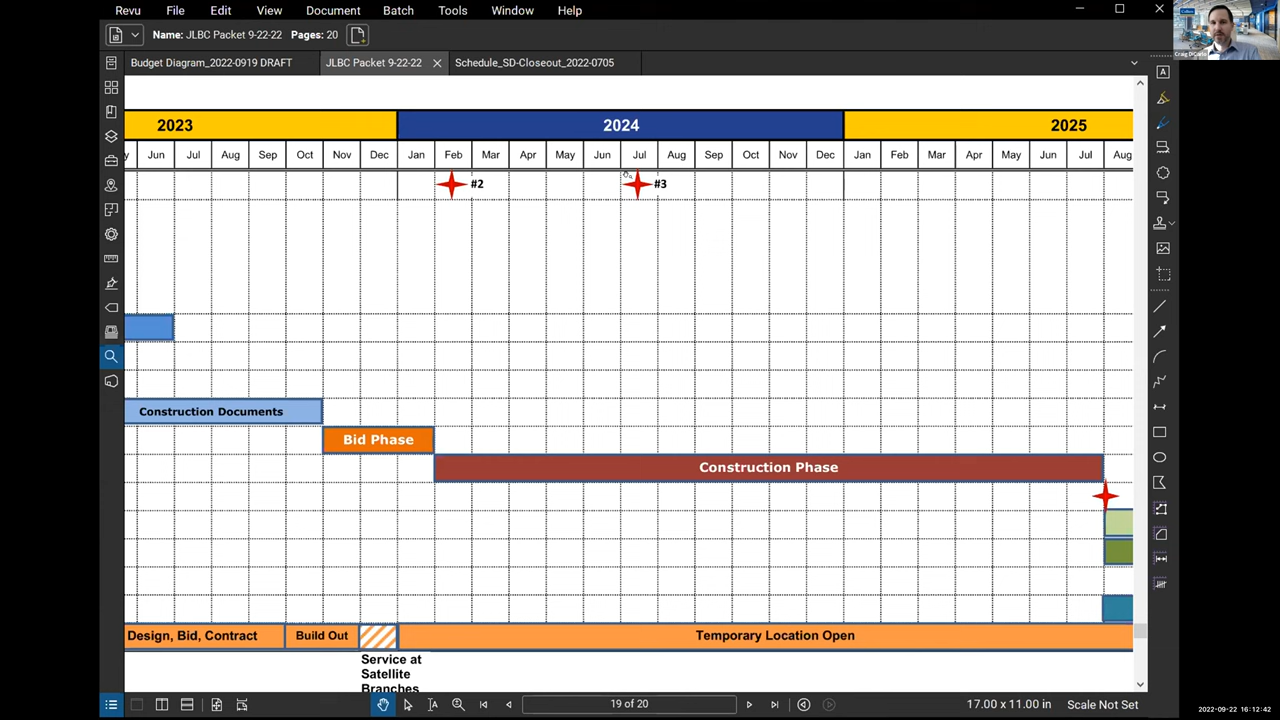 Revu File Edit View Document Batch Tools Window Help
Name: JLBC Packet 9-22-22 Pages: 20
Budget Diagram_2022-0919 DRAFT JLBC Packet 9-22-22 Schedule_SD-Closeout_2022-0705
2023 2024 2025
y Jun Jul Aug Sep Oct Nov Dec Jan Feb Mar Apr May Jun Jul Aug Sep Oct Nov Dec Jan Feb Mar Apr May Jun Jul Aug
#2 #3
Construction Documents
Bid Phase
Construction Phase
Design, Bid, Contract Build Out Temporary Location Open
Service at
Satellite
Branches
19 of 20 17.00 x 11.00 in Scale Not Set
2022-09-22 16:12:42